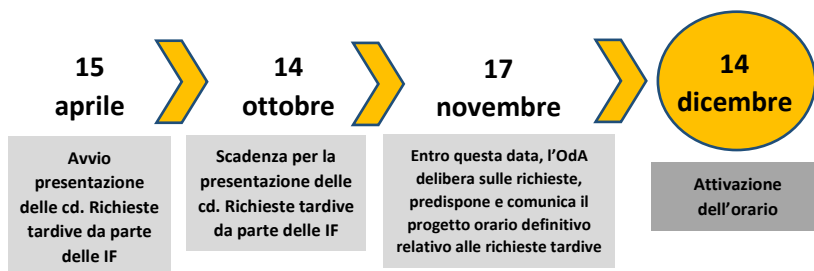 15
aprile
14
ottobre
17
novembre
14
dicembre
Avvio
presentazione
delle cd. Richieste
tardive da parte
delle IF
Scadenza per la
presentazione delle
cd. Richieste tardive
da parte delle IF
Entro questa data, l'OdA
delibera sulle richieste,
predispone e comunica il
progetto orario definitivo
relativo alle richieste tardive
Attivazione
dell'orario